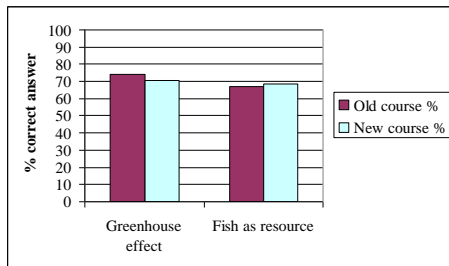 % correct answer
100
90
80
70
60
50
40
30
20
10
0
Greenhouse
effect
Fish as resource
Old course %
New course %